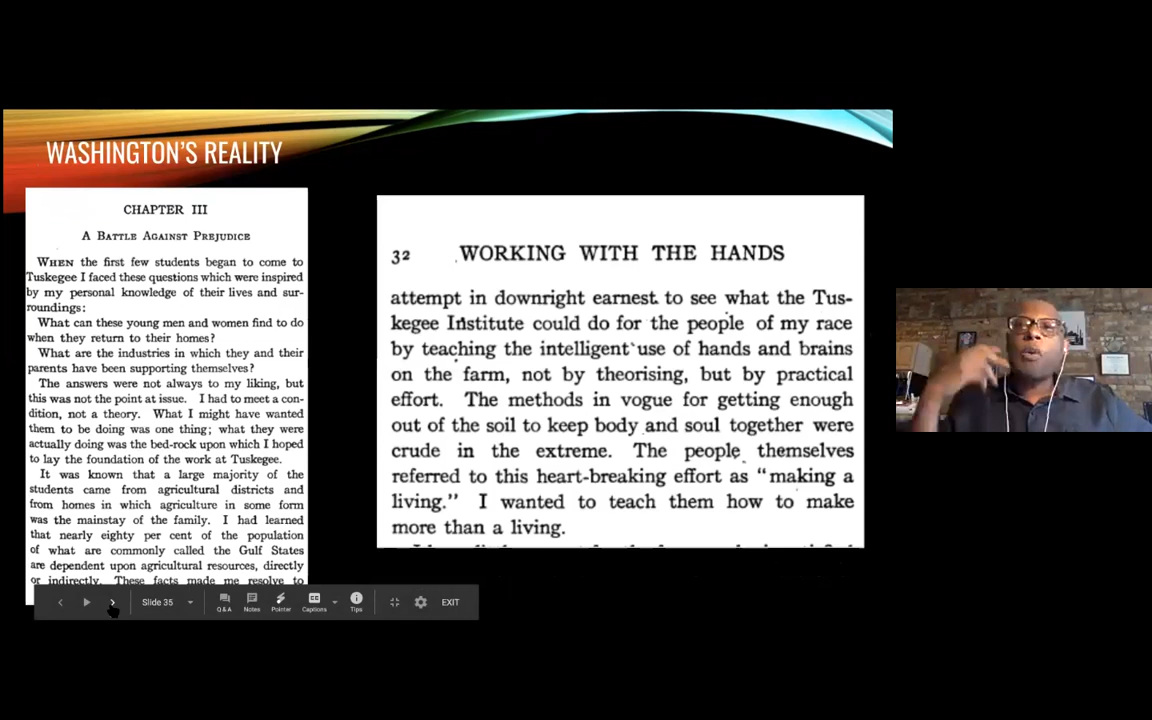 WASHINGTON'S REALITY
CHAPTER III
A BATTLE AGAINST PREJUDICE
WHEN the first few students began to come to
Tuskegee I faced these questions which were inspired
by my personal knowledge of their lives and sur-
roundings:
What can these young men and women find to do
when they return to their homes?
What are the industries in which they and their
parents have been supporting themselves?
The answers were not always to my liking, but
this was not the point at issue. I had to meet a con-
dition, not a theory. What I might have wanted
them to be doing was one thing; what they were
actually doing was the bed-rock upon which I hoped
to lay the foundation of the work at Tuskegee.
It was known that a large majority of the
students came from agricultural districts and
from homes in which agriculture in some form
was the mainstay of the family. I had learned
that nearly eighty per cent of the population
of what are commonly called the Gulf States
are dependent upon agricultural resources, directly
or indirectly. These facts made me resolve to
32 WORKING WITH THE HANDS
attempt in downright earnest to see what the Tus-
kegee Institute could do for the people of my race
by teaching the intelligent use of hands and brains
on the farm, not by theorising, but by practical
effort. The methods in vogue for getting enough
out of the soil to keep body and soul together were
crude in the extreme. The people themselves
referred to this heart-breaking effort as "making a
living." I wanted to teach them how to make
more than a living.
Slide 35
Q&A
Notes
Pointer
Captions
Tips
EXIT